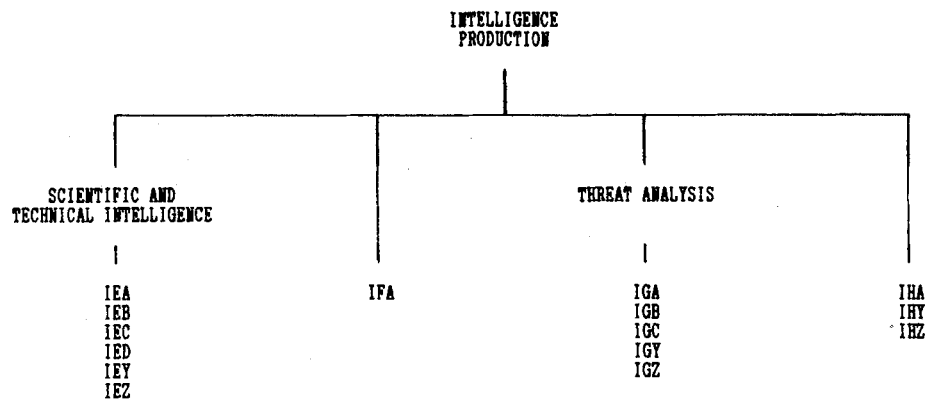 INTELLIGENCE
PRODUCTION
SCIENTIFIC AND
TECHNICAL INTELLIGENCE
THREAT ANALYSIS
IEA
IEB
IEC
IED
IEY
IEZ
IFA
IGA
IGB
IGC
IGY
IGZ
IHA
IHY
IHZ